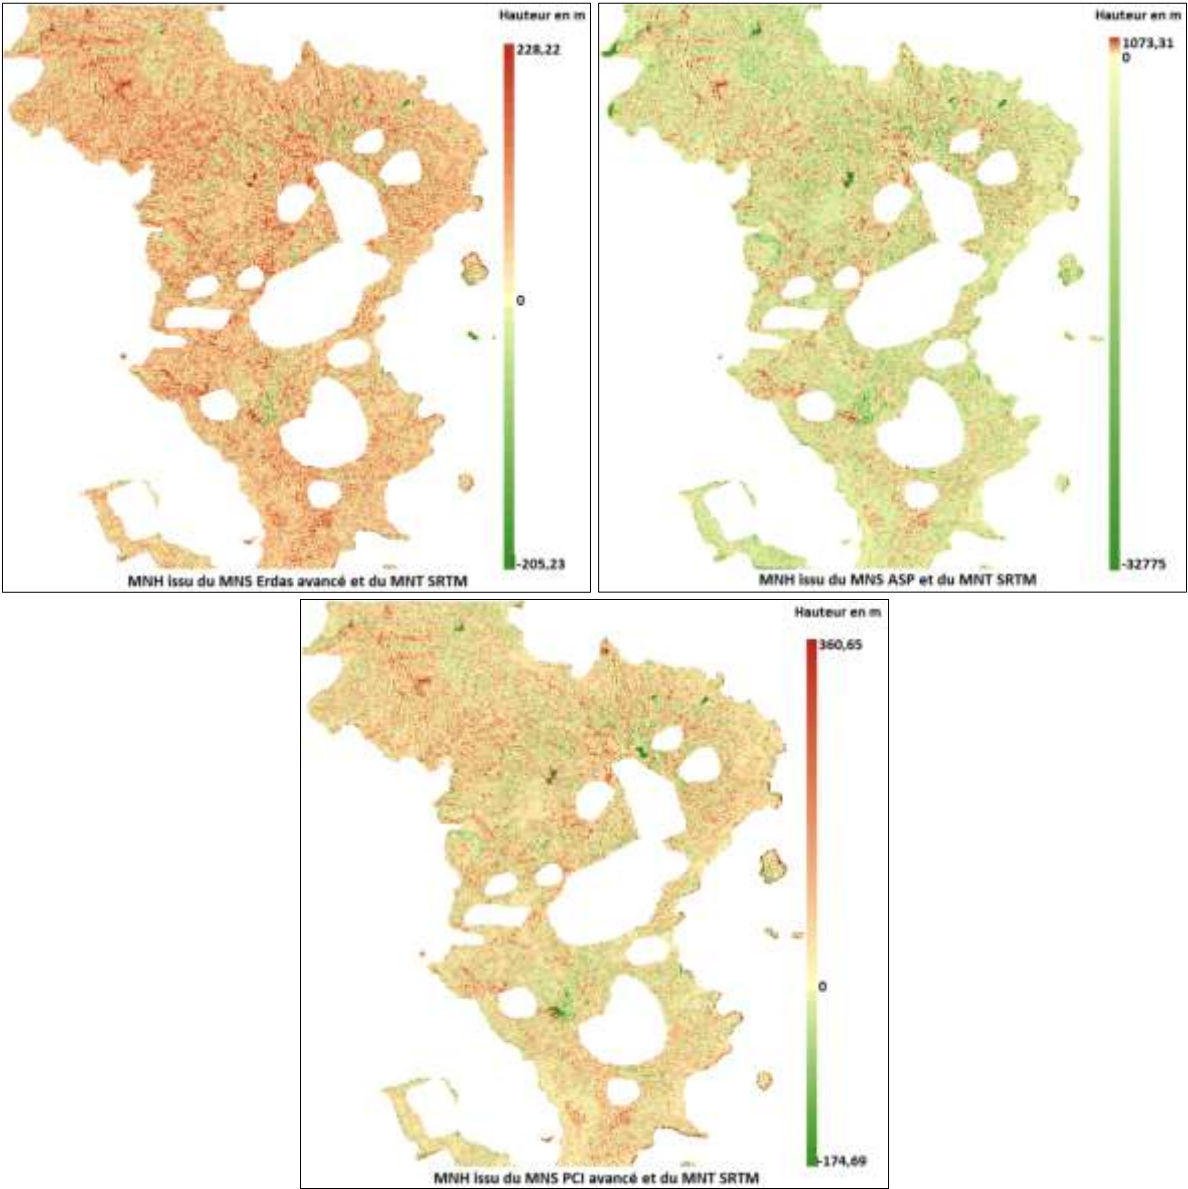 Hauteur en m
228,22
0
-205,23
MNH issu du MNS Erdas avancé et du MNT SRTM
Hauteur en m
1073,31
0
-32775
MNH issu du MNS ASP et du MNT SRTM
Hauteur en m
360,65
0
-174,69
MNH issu du MNS PCI avancé et du MNT SRTM